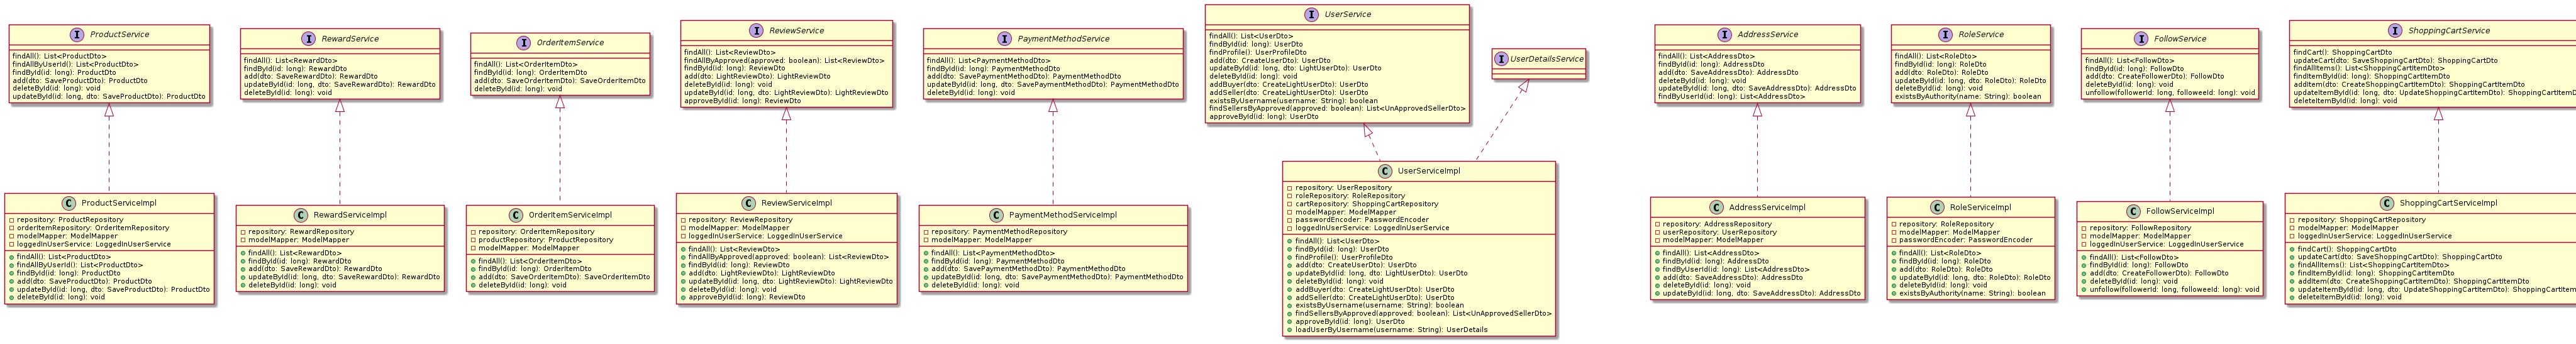 ProductService
findAll(): List<ProductDto>
findAllByUserId(): List<ProductDto>
findById(id: long): ProductDto
add(dto: SaveProductDto): ProductDto
deleteById(id: long): void
updateById(id: long, dto: SaveProductDto): ProductDto
RewardService
findAll(): List<RewardDto>
findById(id: long): RewardDto
add(dto: SaveRewardDto): RewardDto
updateById(id: long, dto: SaveRewardDto): RewardDto
deleteById(id: long): void
OrderItemService
findAll(): List<OrderItemDto>
findById(id: long): OrderItemDto
add(dto: SaveOrderItemDto): SaveOrderItemDto
deleteById(id: long): void
ReviewService
findAll(): List<ReviewDto>
findAllByApproved(approved: boolean): List<ReviewDto>
findById(id: long): ReviewDto
add(dto: LightReviewDto): LightReviewDto
deleteById(id: long): void
updateById(id: long, dto: LightReviewDto): LightReviewDto
approveById(id: long): ReviewDto
PaymentMethodService
findAll(): List<PaymentMethodDto>
findById(id: long): PaymentMethodDto
add(dto: SavePaymentMethodDto): PaymentMethodDto
updateById(id: long, dto: SavePaymentMethodDto): PaymentMethodDto
deleteById(id: long): void
UserService
findAll(): List<UserDto>
findById(id: long): UserDto
findProfile(): UserProfileDto
add(dto: CreateUserDto): UserDto
updateById(id: long, dto: LightUserDto): UserDto
deleteById(id: long): void
addBuyer(dto: CreateLightUserDto): UserDto
addSeller(dto: CreateLightUserDto): UserDto
existsByUsername(username: String): boolean
findSellersByApproved(approved: boolean): List<UnApprovedSellerDto>
approveById(id: long): UserDto
UserDetailsService
AddressService
findAll(): List<AddressDto>
findById(id: long): AddressDto
add(dto: SaveAddressDto): AddressDto
deleteById(id: long): void
updateById(id: long, dto: SaveAddressDto): AddressDto
findByUserId(id: long): List<AddressDto>
RoleService
findAll(): List<RoleDto>
findById(id: long): RoleDto
add(dto: RoleDto): RoleDto
updateById(id: long, dto: RoleDto): RoleDto
deleteById(id: long): void
existsByAuthority(name: String): boolean
FollowService
findAll(): List<FollowDto>
findById(id: long): FollowDto
add(dto: CreateFollowerDto): FollowDto
deleteById(id: long): void
unfollow(followerId: long, followeeId: long): void
ShoppingCartService
findCart(): ShoppingCartDto
updateCart(dto: SaveShoppingCartDto): ShoppingCartDto
findAllItems(): List<ShoppingCartItemDto>
findItemById(id: long): ShoppingCartItemDto
addItem(dto: CreateShoppingCartItemDto): ShoppingCartItemDto
updateItemById(id: long, dto: UpdateShoppingCartItemDto): ShoppingCartItemD
deleteItemById(id: long): void
ProductServiceImpl
repository: ProductRepository
orderItemRepository: OrderItemRepository
modelMapper: ModelMapper
loggedInUserService: LoggedInUserService
findAll(): List<ProductDto>
findAllByUserId(): List<ProductDto>
findById(id: long): ProductDto
add(dto: SaveProductDto): ProductDto
updateById(id: long, dto: SaveProductDto): ProductDto
deleteById(id: long): void
RewardServiceImpl
repository: RewardRepository
modelMapper: ModelMapper
findAll(): List<RewardDto>
findById(id: long): RewardDto
add(dto: SaveRewardDto): RewardDto
updateById(id: long, dto: SaveRewardDto): RewardDto
deleteById(id: long): void
OrderItemServiceImpl
repository: OrderItemRepository
productRepository: ProductRepository
modelMapper: ModelMapper
findAll(): List<OrderItemDto>
findById(id: long): OrderItemDto
add(dto: SaveOrderItemDto): SaveOrderItemDto
deleteById(id: long): void
ReviewServiceImpl
repository: ReviewRepository
modelMapper: ModelMapper
loggedInUserService: LoggedInUserService
findAll(): List<ReviewDto>
findAllByApproved(approved: boolean): List<ReviewDto>
findById(id: long): ReviewDto
add(dto: LightReviewDto): LightReviewDto
updateById(id: long, dto: LightReviewDto): LightReviewDto
deleteById(id: long): void
approveById(id: long): ReviewDto
PaymentMethodServiceImpl
repository: PaymentMethodRepository
modelMapper: ModelMapper
findAll(): List<PaymentMethodDto>
findById(id: long): PaymentMethodDto
add(dto: SavePaymentMethodDto): PaymentMethodDto
updateById(id: long, dto: SavePaymentMethodDto): PaymentMethodDto
deleteById(id: long): void
UserServiceImpl
repository: UserRepository
roleRepository: RoleRepository
cartRepository: ShoppingCartRepository
modelMapper: ModelMapper
passwordEncoder: PasswordEncoder
loggedInUserService: LoggedInUserService
findAll(): List<UserDto>
findById(id: long): UserDto
findProfile(): UserProfileDto
add(dto: CreateUserDto): UserDto
updateById(id: long, dto: LightUserDto): UserDto
deleteById(id: long): void
addBuyer(dto: CreateLightUserDto): UserDto
addSeller(dto: CreateLightUserDto): UserDto
existsByUsername(username: String): boolean
findSellersByApproved(approved: boolean): List<UnApprovedSellerDto>
approveById(id: long): UserDto
loadUserByUsername(username: String): UserDetails
AddressServiceImpl
repository: AddressRepository
userRepository: UserRepository
modelMapper: ModelMapper
findAll(): List<AddressDto>
findById(id: long): AddressDto
findByUserId(id: long): List<AddressDto>
add(dto: SaveAddressDto): AddressDto
deleteById(id: long): void
updateById(id: long, dto: SaveAddressDto): AddressDto
RoleServiceImpl
repository: RoleRepository
modelMapper: ModelMapper
passwordEncoder: PasswordEncoder
findAll(): List<RoleDto>
findById(id: long): RoleDto
add(dto: RoleDto): RoleDto
updateById(id: long, dto: RoleDto): RoleDto
deleteById(id: long): void
existsByAuthority(name: String): boolean
FollowServiceImpl
repository: FollowRepository
modelMapper: ModelMapper
loggedInUserService: LoggedInUserService
findAll(): List<FollowDto>
findById(id: long): FollowDto
add(dto: CreateFollowerDto): FollowDto
deleteById(id: long): void
unfollow(followerId: long, followeeId: long): void
ShoppingCartServiceImpl
repository: ShoppingCartRepository
modelMapper: ModelMapper
loggedInUserService: LoggedInUserService
findCart(): ShoppingCartDto
updateCart(dto: SaveShoppingCartDto): ShoppingCartDto
findAllItems(): List<ShoppingCartItemDto>
findItemById(id: long): ShoppingCartItemDto
addItem(dto: CreateShoppingCartItemDto): ShoppingCartItemDto
updateItemById(id: long, dto: UpdateShoppingCartItemDto): ShoppingCartItem
deleteItemById(id: long): void